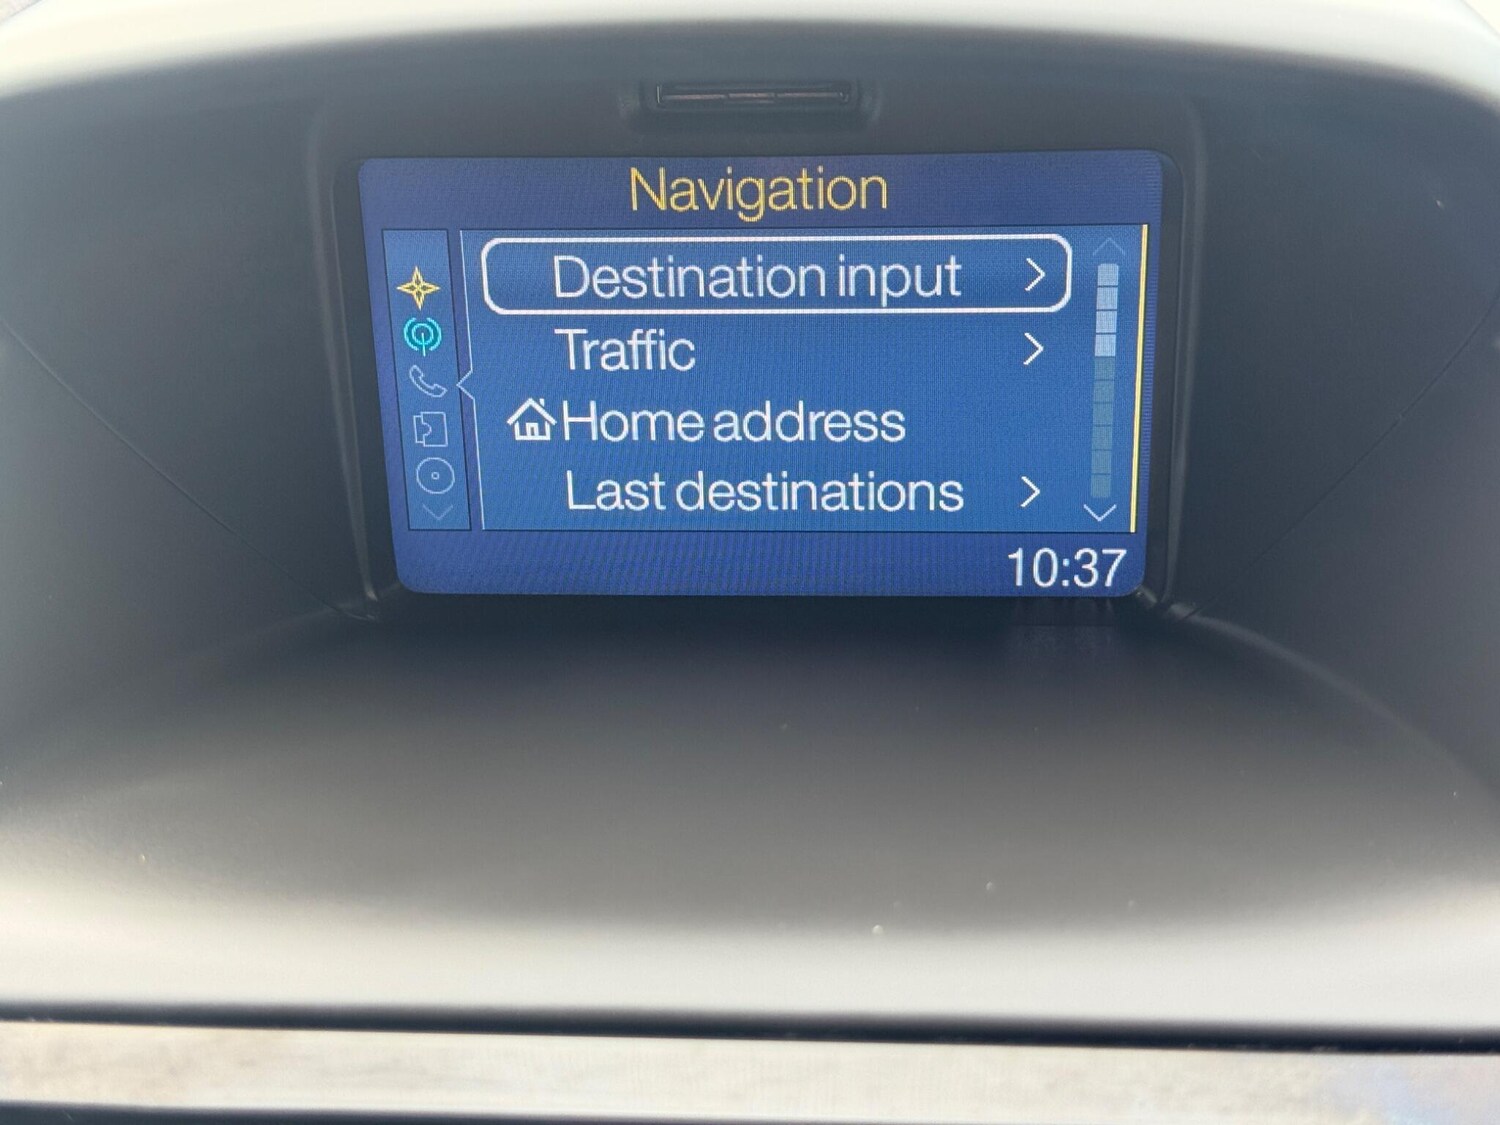 Navigation
Destination input
Traffic
Home address
Last destinations
10:37